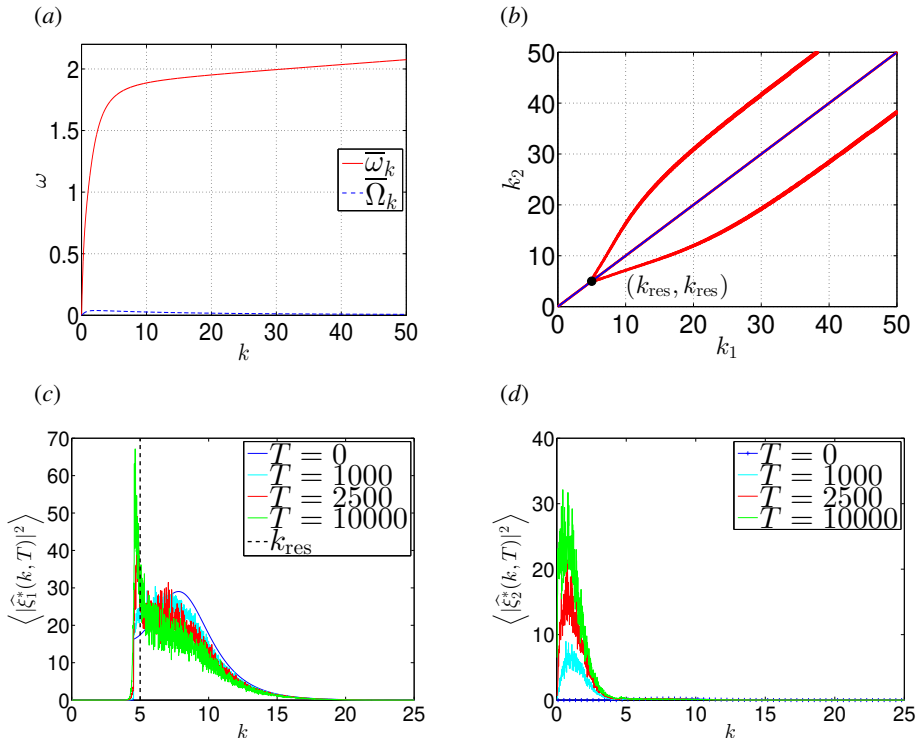 (a)
2
1.5
1
0.5
0
ω
0 10 20 30 40 50
k
ω̅_k
Ω̅_k
(b)
50
40
30
20
10
0
k_2
0 10 20 30 40 50
k_1
(k_res, k_res)
(c)
70
60
50
40
30
20
10
0
⟨|ξ̂*_1(k, T)|²⟩
0 5 10 15 20 25
k
T = 0
T = 1000
T = 2500
T = 10000
k_res
(d)
40
30
20
10
0
⟨|ξ̂*_2(k, T)|²⟩
0 5 10 15 20 25
k
T = 0
T = 1000
T = 2500
T = 10000